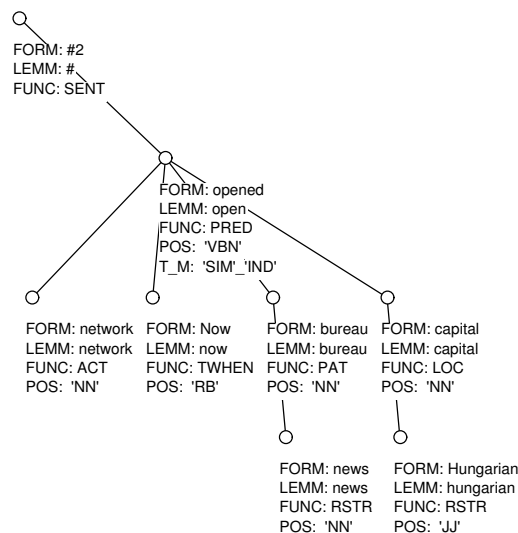 FORM: #2
LEMM: #
FUNC: SENT
FORM: opened
LEMM: open
FUNC: PRED
POS: 'VBN'
T_M: 'SIM'_'IND'
FORM: network
LEMM: network
FUNC: ACT
POS: 'NN'
FORM: Now
LEMM: now
FUNC: TWHEN
POS: 'RB'
FORM: bureau
LEMM: bureau
FUNC: PAT
POS: 'NN'
FORM: capital
LEMM: capital
FUNC: LOC
POS: 'NN'
FORM: news
LEMM: news
FUNC: RSTR
POS: 'NN'
FORM: Hungarian
LEMM: hungarian
FUNC: RSTR
POS: 'JJ'